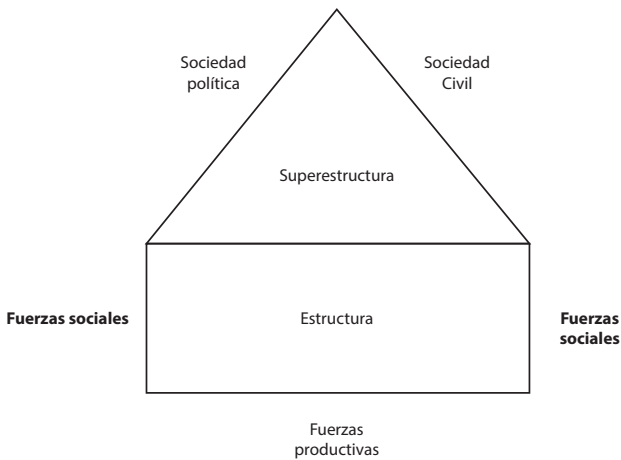 Sociedad
política
Sociedad
Civil
Superestructura
Fuerzas sociales
Estructura
Fuerzas
sociales
Fuerzas
productivas